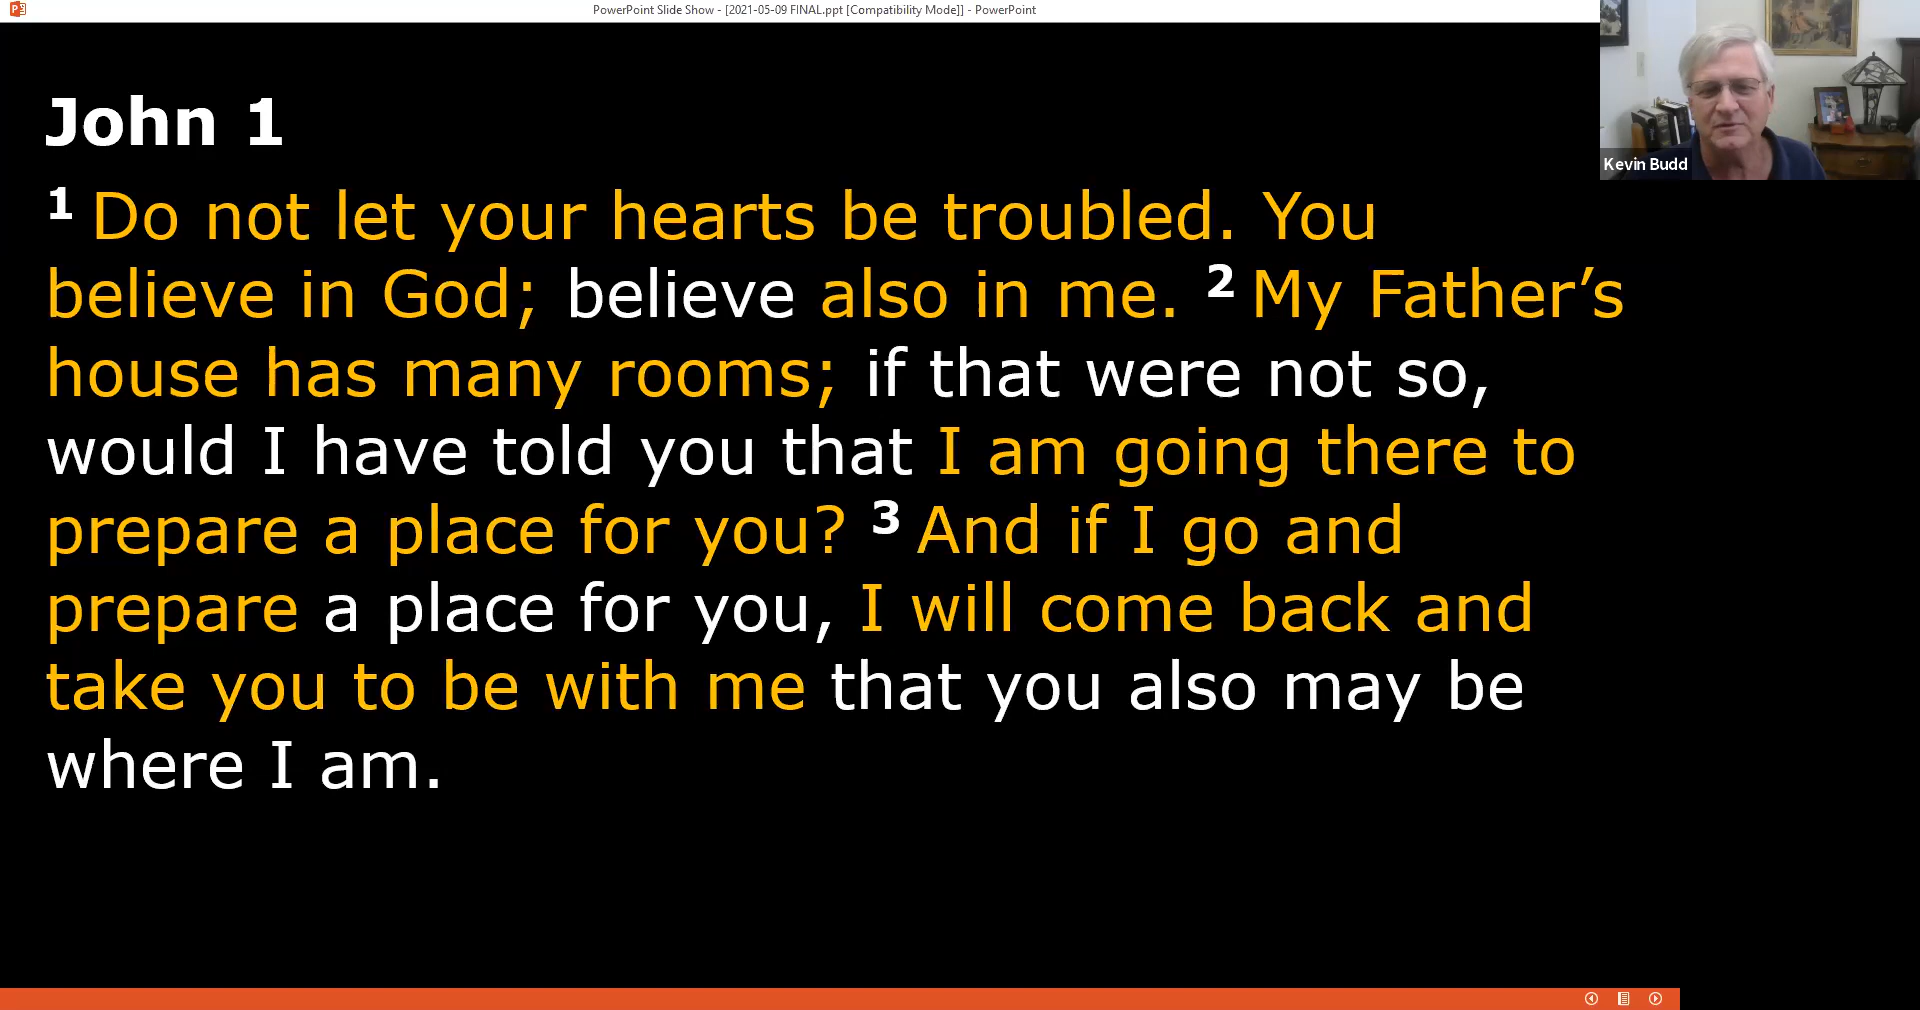 PowerPoint Slide Show - [2021-05-09 FINAL.ppt [Compatibility Mode]] - PowerPoint
Kevin Budd
John 1
1 Do not let your hearts be troubled. You
believe in God; believe also in me. 2 My Father’s
house has many rooms; if that were not so,
would I have told you that I am going there to
prepare a place for you? 3 And if I go and
prepare a place for you, I will come back and
take you to be with me that you also may be
where I am.